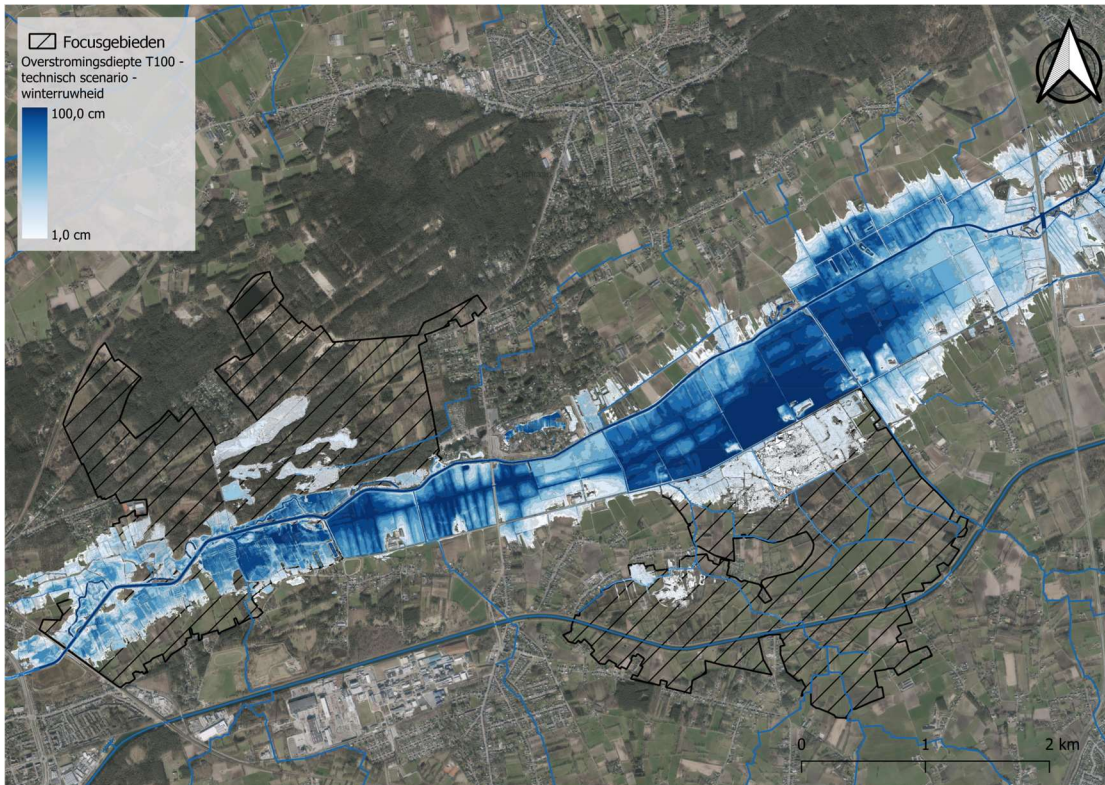 Focusgebieden
Overstromingsdiepte T100 -
technisch scenario -
winterruwheid
100,0 cm
1,0 cm
0 1 2 km